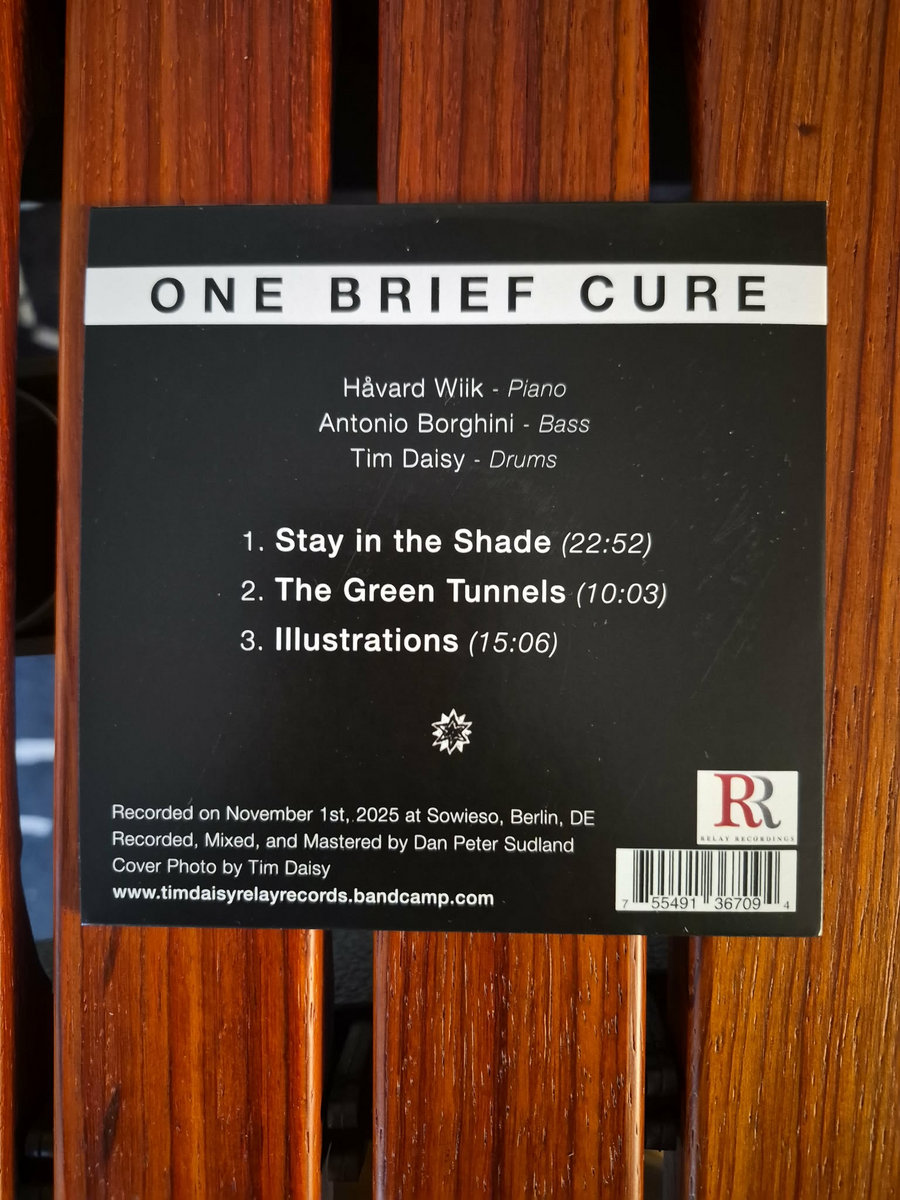 ONE BRIEF CURE
Håvard Wiik - Piano
Antonio Borghini - Bass
Tim Daisy - Drums
1. Stay in the Shade (22:52)
2. The Green Tunnels (10:03)
3. Illustrations (15:06)
Recorded on November 1st, 2025 at Sowieso, Berlin, DE
Recorded, Mixed, and Mastered by Dan Peter Sudland
Cover Photo by Tim Daisy
www.timdaisyrelayrecords.bandcamp.com
RR
RELAY RECORDINGS
7 55491 36709 4